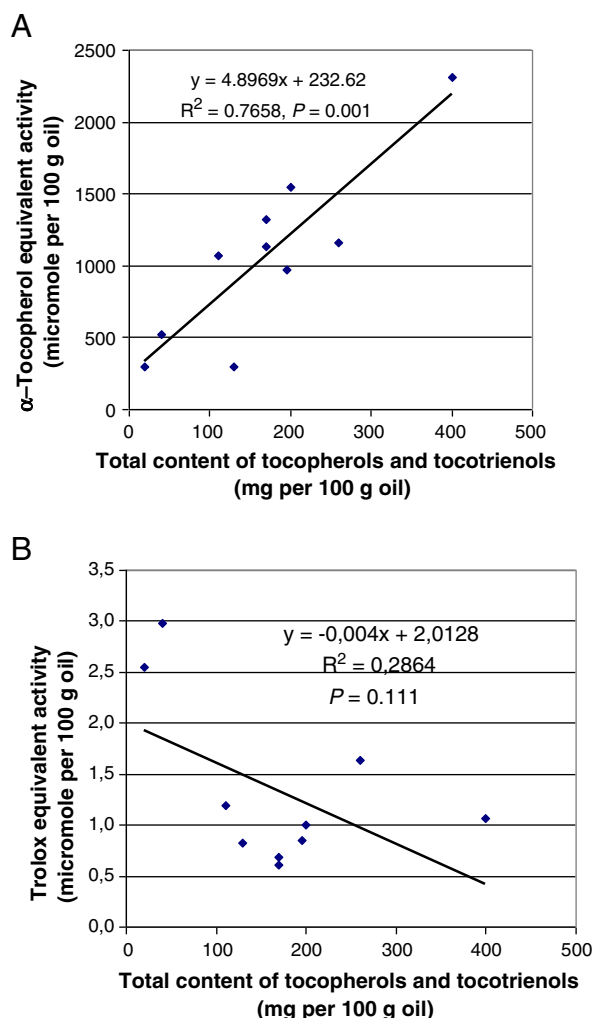 A
2500
2000
1500
1000
500
0
y = 4.8969x + 232.62
R² = 0.7658, P = 0.001
α–Tocopherol equivalent activity
(micromole per 100 g oil)
0 100 200 300 400 500
Total content of tocopherols and tocotrienols
(mg per 100 g oil)
B
3,5
3,0
2,5
2,0
1,5
1,0
0,5
0,0
y = -0,004x + 2,0128
R² = 0,2864
P = 0.111
Trolox equivalent activity
(micromole per 100 g oil)
0 100 200 300 400 500
Total content of tocopherols and tocotrienols
(mg per 100 g oil)